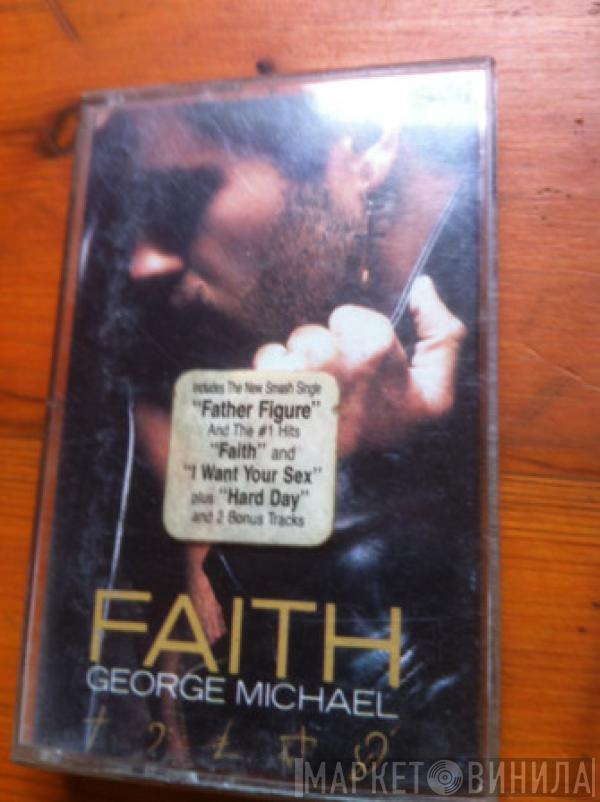 Includes The New Smash Single
"Father Figure"
And The #1 Hits
"Faith" and
"I Want Your Sex"
plus "Hard Day"
and 2 Bonus Tracks
FAITH
GEORGE MICHAEL
МАРКЕТ ВИНИЛА